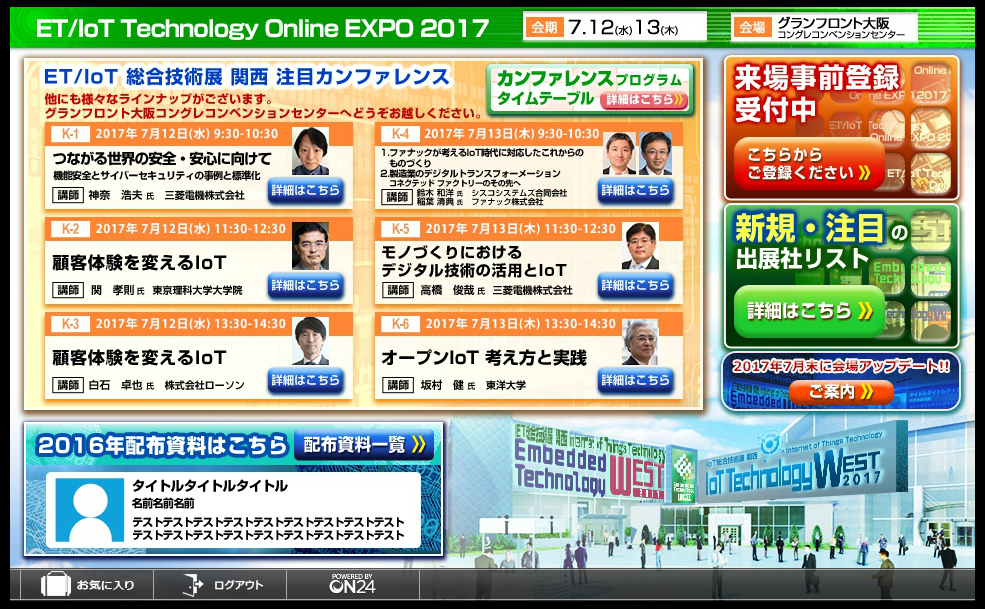 ET/IoT Technology Online EXPO 2017
会期 7.12(水)13(木)
会場 グランフロント大阪
コングレコンベンションセンター
ET/IoT 総合技術展 関西 注目カンファレンス
他にも様々なラインナップがございます。
グランフロント大阪コングレコンベンションセンターへどうぞお越しください。
カンファレンスプログラム
タイムテーブル 詳細はこちら
K-1 2017年 7月12日(水) 9:30-10:30
つながる世界の安全・安心に向けて
機能安全とサイバーセキュリティの事例と標準化
講師 神奈 浩夫 氏 三菱電機株式会社
詳細はこちら
K-4 2017年 7月13日(木) 9:30-10:30
1.ファナックが考えるIoT時代に対応したこれからの
ものづくり
2.製造業のデジタルトランスフォーメーション
コネクテッド ファクトリーのその先へ
講師 鈴木 和洋 氏 シスコシステムズ合同会社
稲葉 清典 氏 ファナック株式会社
詳細はこちら
K-2 2017年 7月12日(水) 11:30-12:30
顧客体験を変えるIoT
講師 関 孝則 氏 東京理科大学大学院
詳細はこちら
K-5 2017年 7月13日(木) 11:30-12:30
モノづくりにおける
デジタル技術の活用とIoT
講師 高橋 俊哉 氏 三菱電機株式会社
詳細はこちら
K-3 2017年 7月12日(水) 13:30-14:30
顧客体験を変えるIoT
講師 白石 卓也 氏 株式会社ローソン
詳細はこちら
K-6 2017年 7月13日(木) 13:30-14:30
オープンIoT 考え方と実践
講師 坂村 健 氏 東洋大学
詳細はこちら
来場事前登録
受付中
こちらから
ご登録ください
新規・注目の
出展社リスト
詳細はこちら
2017年7月末に会場アップデート!!
ご案内
2016年配布資料はこちら 配布資料一覧
タイトルタイトルタイトル
名前名前名前
テストテストテストテストテストテストテストテストテスト
テストテストテストテストテストテストテストテストテスト
ET総合技術展 関西 Internet of Things Technology
Embedded
Technology WEST
2017
IoT総合技術展 関西 Internet of Things Technology
IoT Technology WEST
2017
お気に入り
ログアウト
POWERED BY
ON24